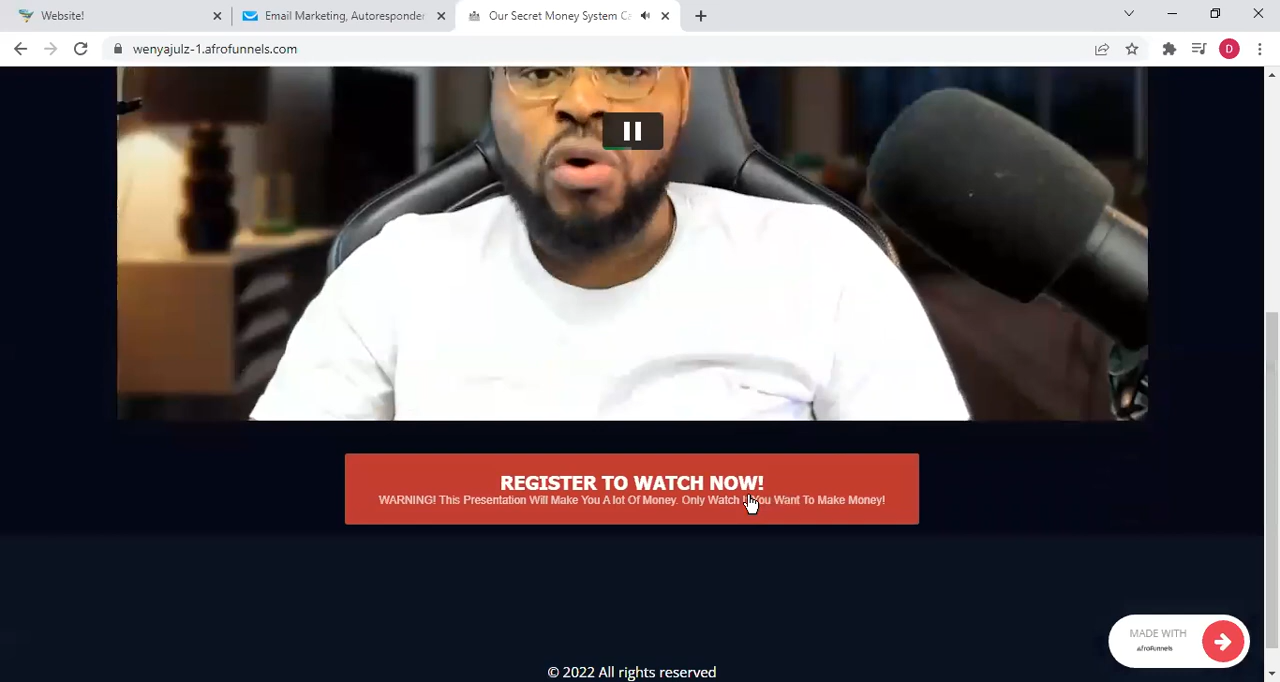 Website!
Email Marketing, Autoresponder
Our Secret Money System Ca
wenyajulz-1.afrofunnels.com
D
REGISTER TO WATCH NOW!
WARNING! This Presentation Will Make You A lot Of Money. Only Watch You Want To Make Money!
MADE WITH
afrofunnels
© 2022 All rights reserved